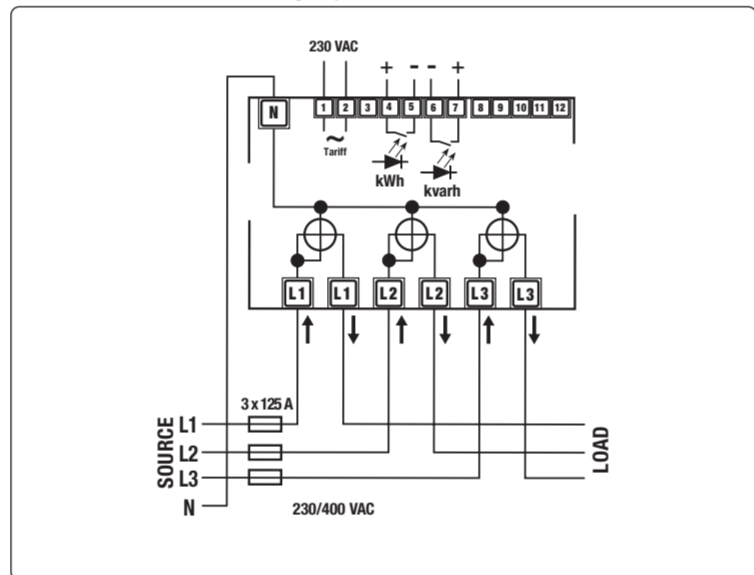 230 VAC
+ - - +
N 1 2 3 4 5 6 7 8 9 10 11 12
~
Tariff
kWh
kvarh
L1 L1 L2 L2 L3 L3
3 x 125 A
SOURCE
L1
L2
L3
N
LOAD
230/400 VAC